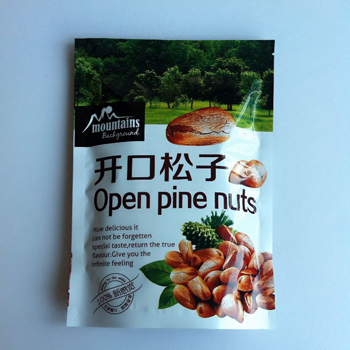 mountains
Background
开口松子
Open pine nuts
How delicious it
can not be forgetten
special taste,return the true
flavour.Give you the
infinite feeling
100%